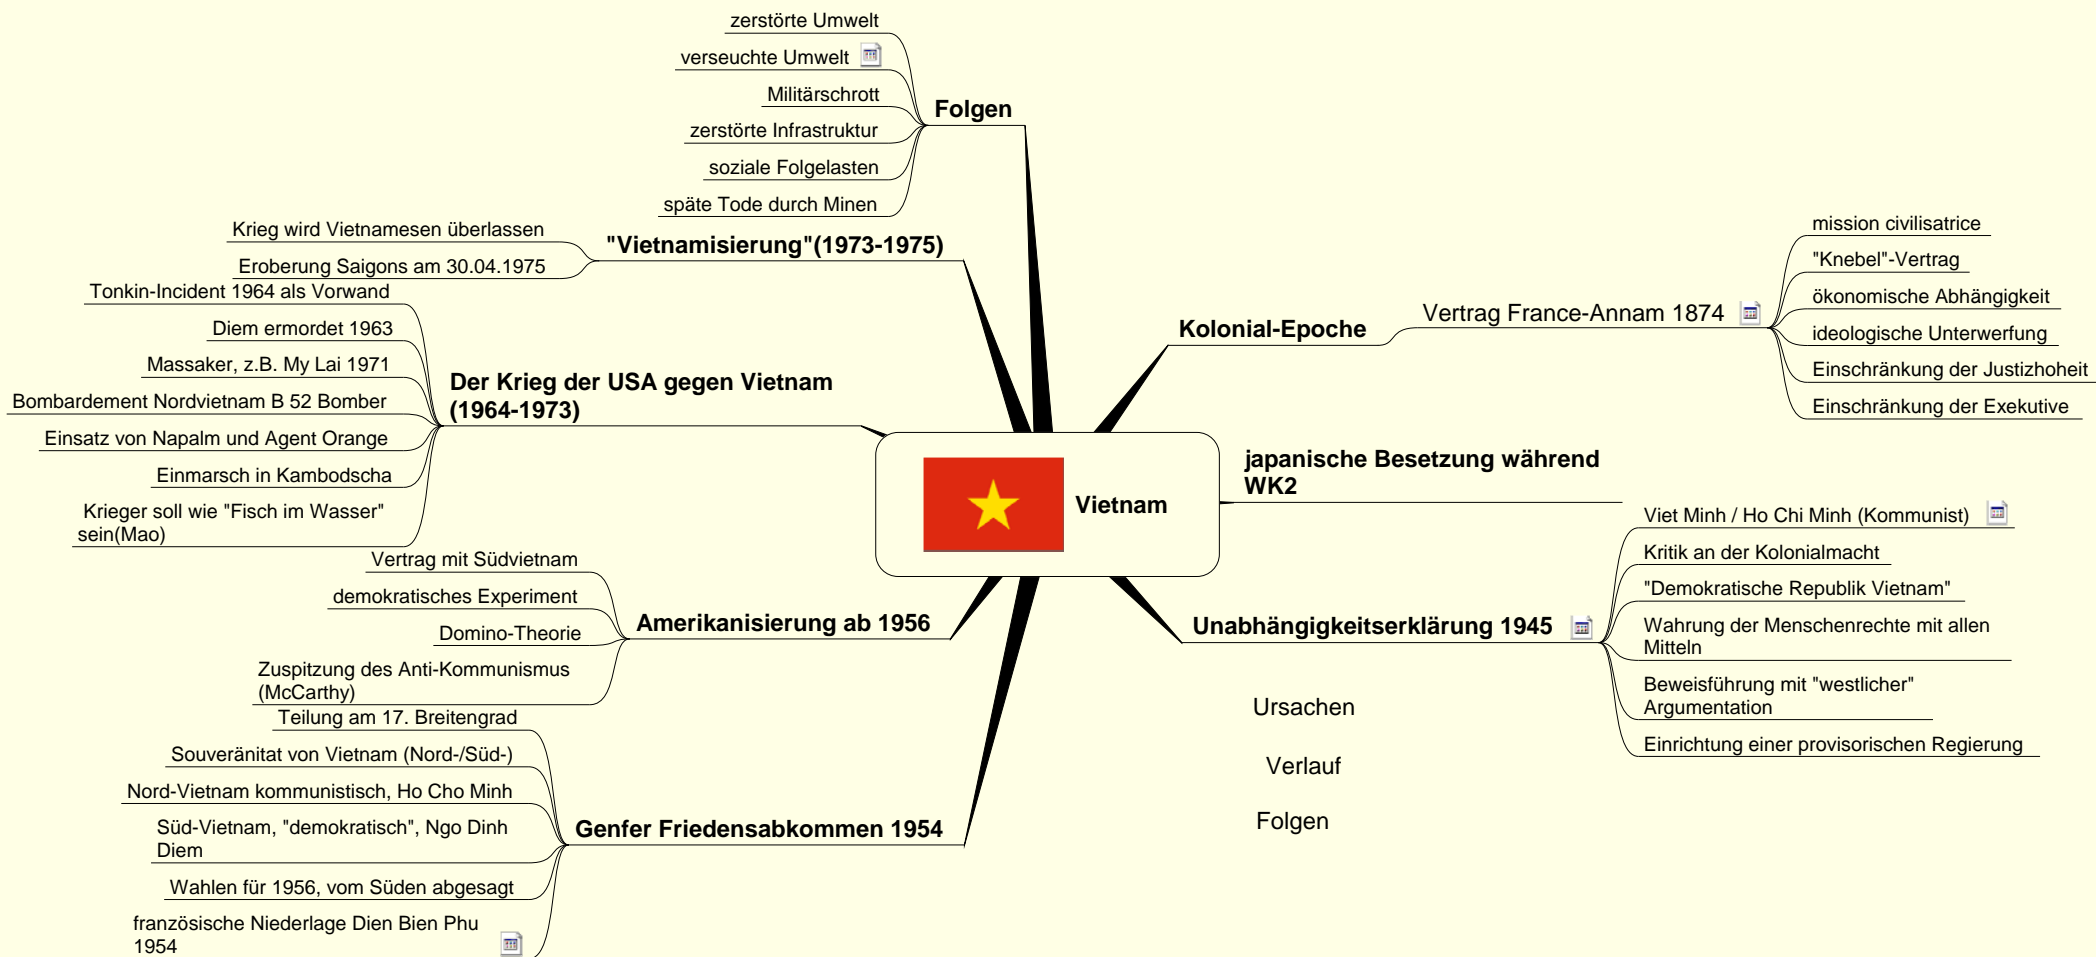 Vietnam
Kolonial-Epoche
Vertrag France-Annam 1874
mission civilisatrice
"Knebel"-Vertrag
ökonomische Abhängigkeit
ideologische Unterwerfung
Einschränkung der Justizhoheit
Einschränkung der Exekutive
japanische Besetzung während
WK2
Unabhängigkeitserklärung 1945
Viet Minh / Ho Chi Minh (Kommunist)
Kritik an der Kolonialmacht
"Demokratische Republik Vietnam"
Wahrung der Menschenrechte mit allen
Mitteln
Beweisführung mit "westlicher"
Argumentation
Einrichtung einer provisorischen Regierung
Genfer Friedensabkommen 1954
Teilung am 17. Breitengrad
Souveränitat von Vietnam (Nord-/Süd-)
Nord-Vietnam kommunistisch, Ho Cho Minh
Süd-Vietnam, "demokratisch", Ngo Dinh
Diem
Wahlen für 1956, vom Süden abgesagt
französische Niederlage Dien Bien Phu
1954
Amerikanisierung ab 1956
Vertrag mit Südvietnam
demokratisches Experiment
Domino-Theorie
Zuspitzung des Anti-Kommunismus
(McCarthy)
Der Krieg der USA gegen Vietnam
(1964-1973)
Tonkin-Incident 1964 als Vorwand
Diem ermordet 1963
Massaker, z.B. My Lai 1971
Bombardement Nordvietnam B 52 Bomber
Einsatz von Napalm und Agent Orange
Einmarsch in Kambodscha
Krieger soll wie "Fisch im Wasser"
sein(Mao)
"Vietnamisierung"(1973-1975)
Krieg wird Vietnamesen überlassen
Eroberung Saigons am 30.04.1975
Folgen
zerstörte Umwelt
verseuchte Umwelt
Militärschrott
zerstörte Infrastruktur
soziale Folgelasten
späte Tode durch Minen
Ursachen
Verlauf
Folgen